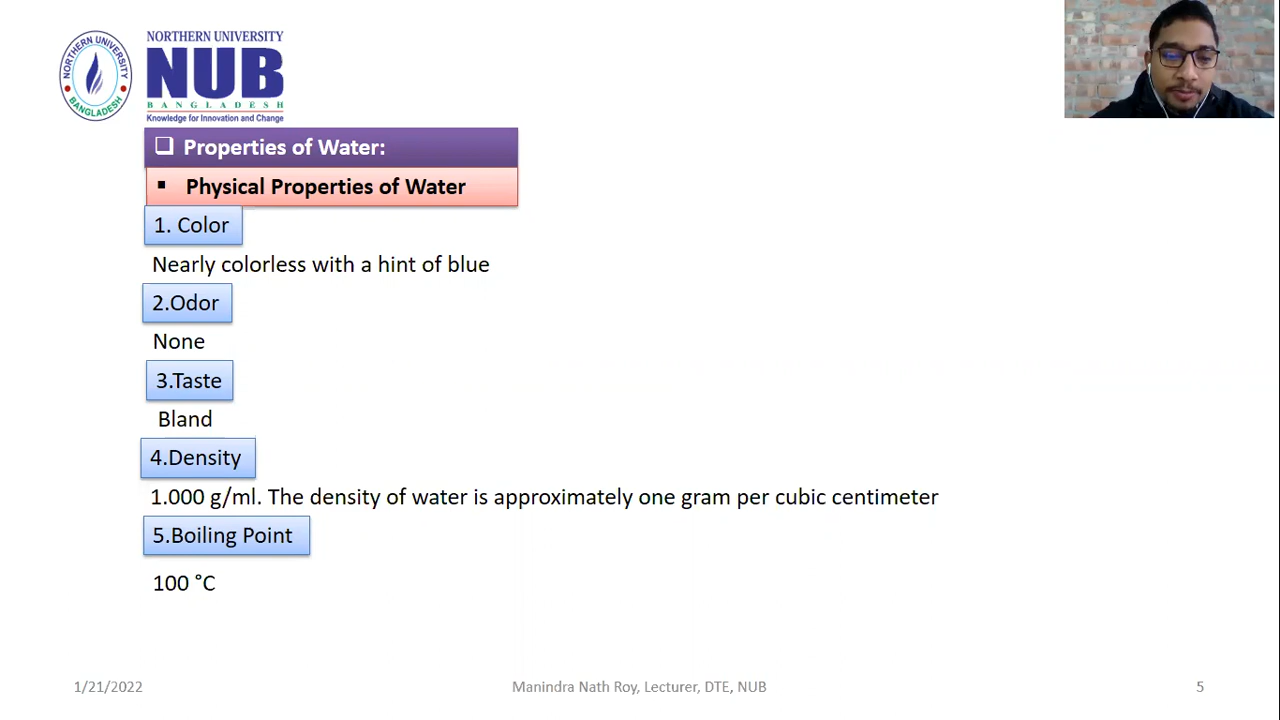 NORTHERN UNIVERSITY
BANGLADESH
NORTHERN UNIVERSITY
NUB
BANGLADESH
Knowledge for Innovation and Change
❑ Properties of Water:
▪ Physical Properties of Water
1. Color
Nearly colorless with a hint of blue
2.Odor
None
3.Taste
Bland
4.Density
1.000 g/ml. The density of water is approximately one gram per cubic centimeter
5.Boiling Point
100 °C
1/21/2022
Manindra Nath Roy, Lecturer, DTE, NUB
5